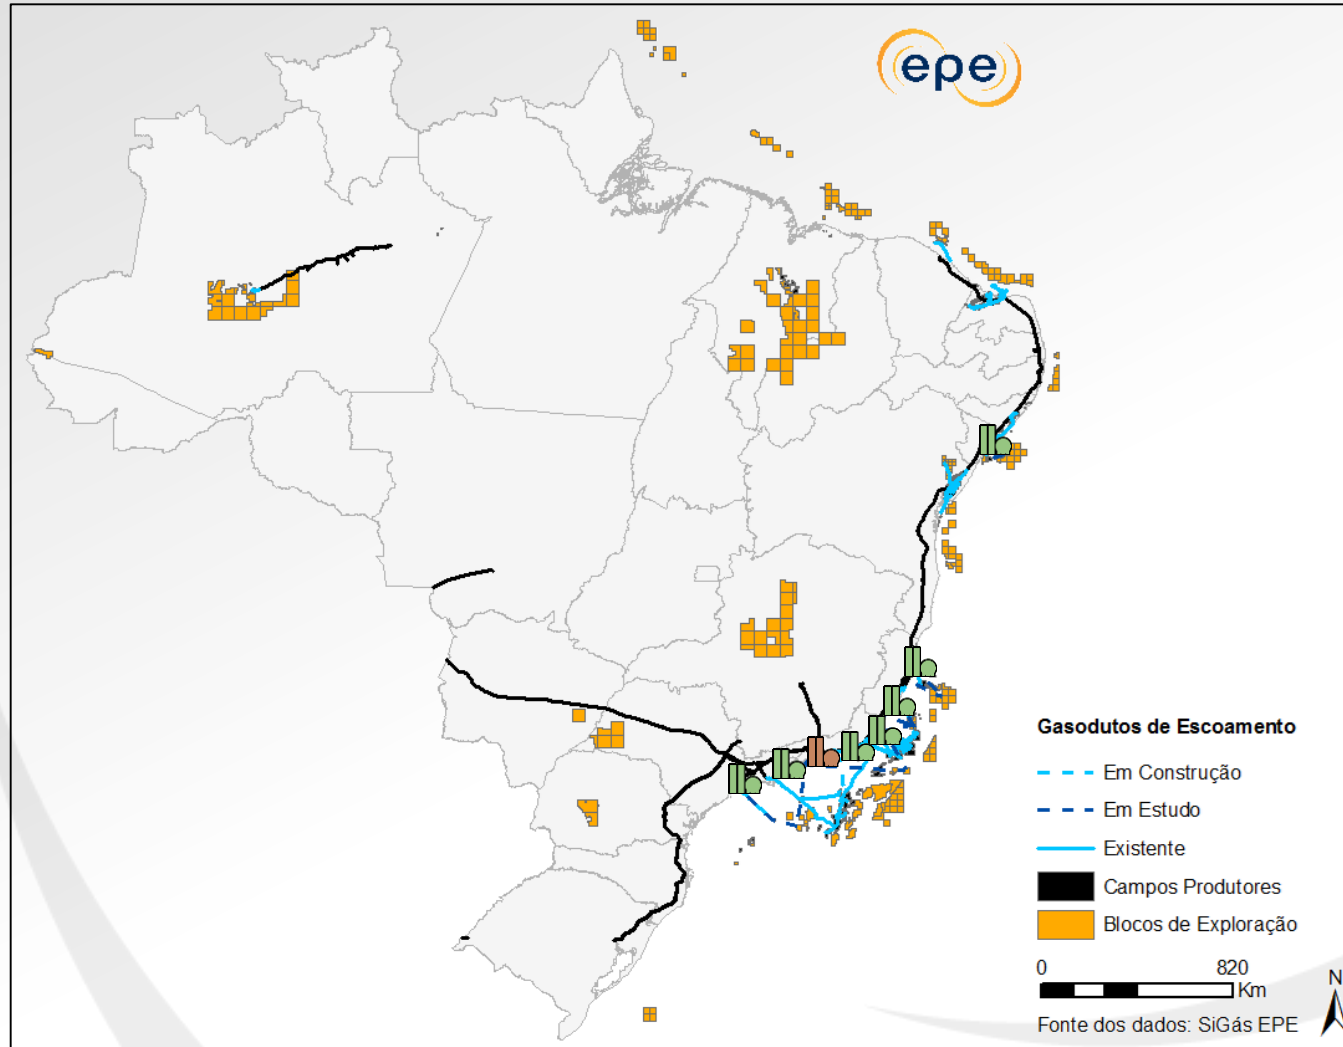 epe
Gasodutos de Escoamento
Em Construção
Em Estudo
Existente
Campos Produtores
Blocos de Exploração
0 820
Km
Fonte dos dados: SiGás EPE
N